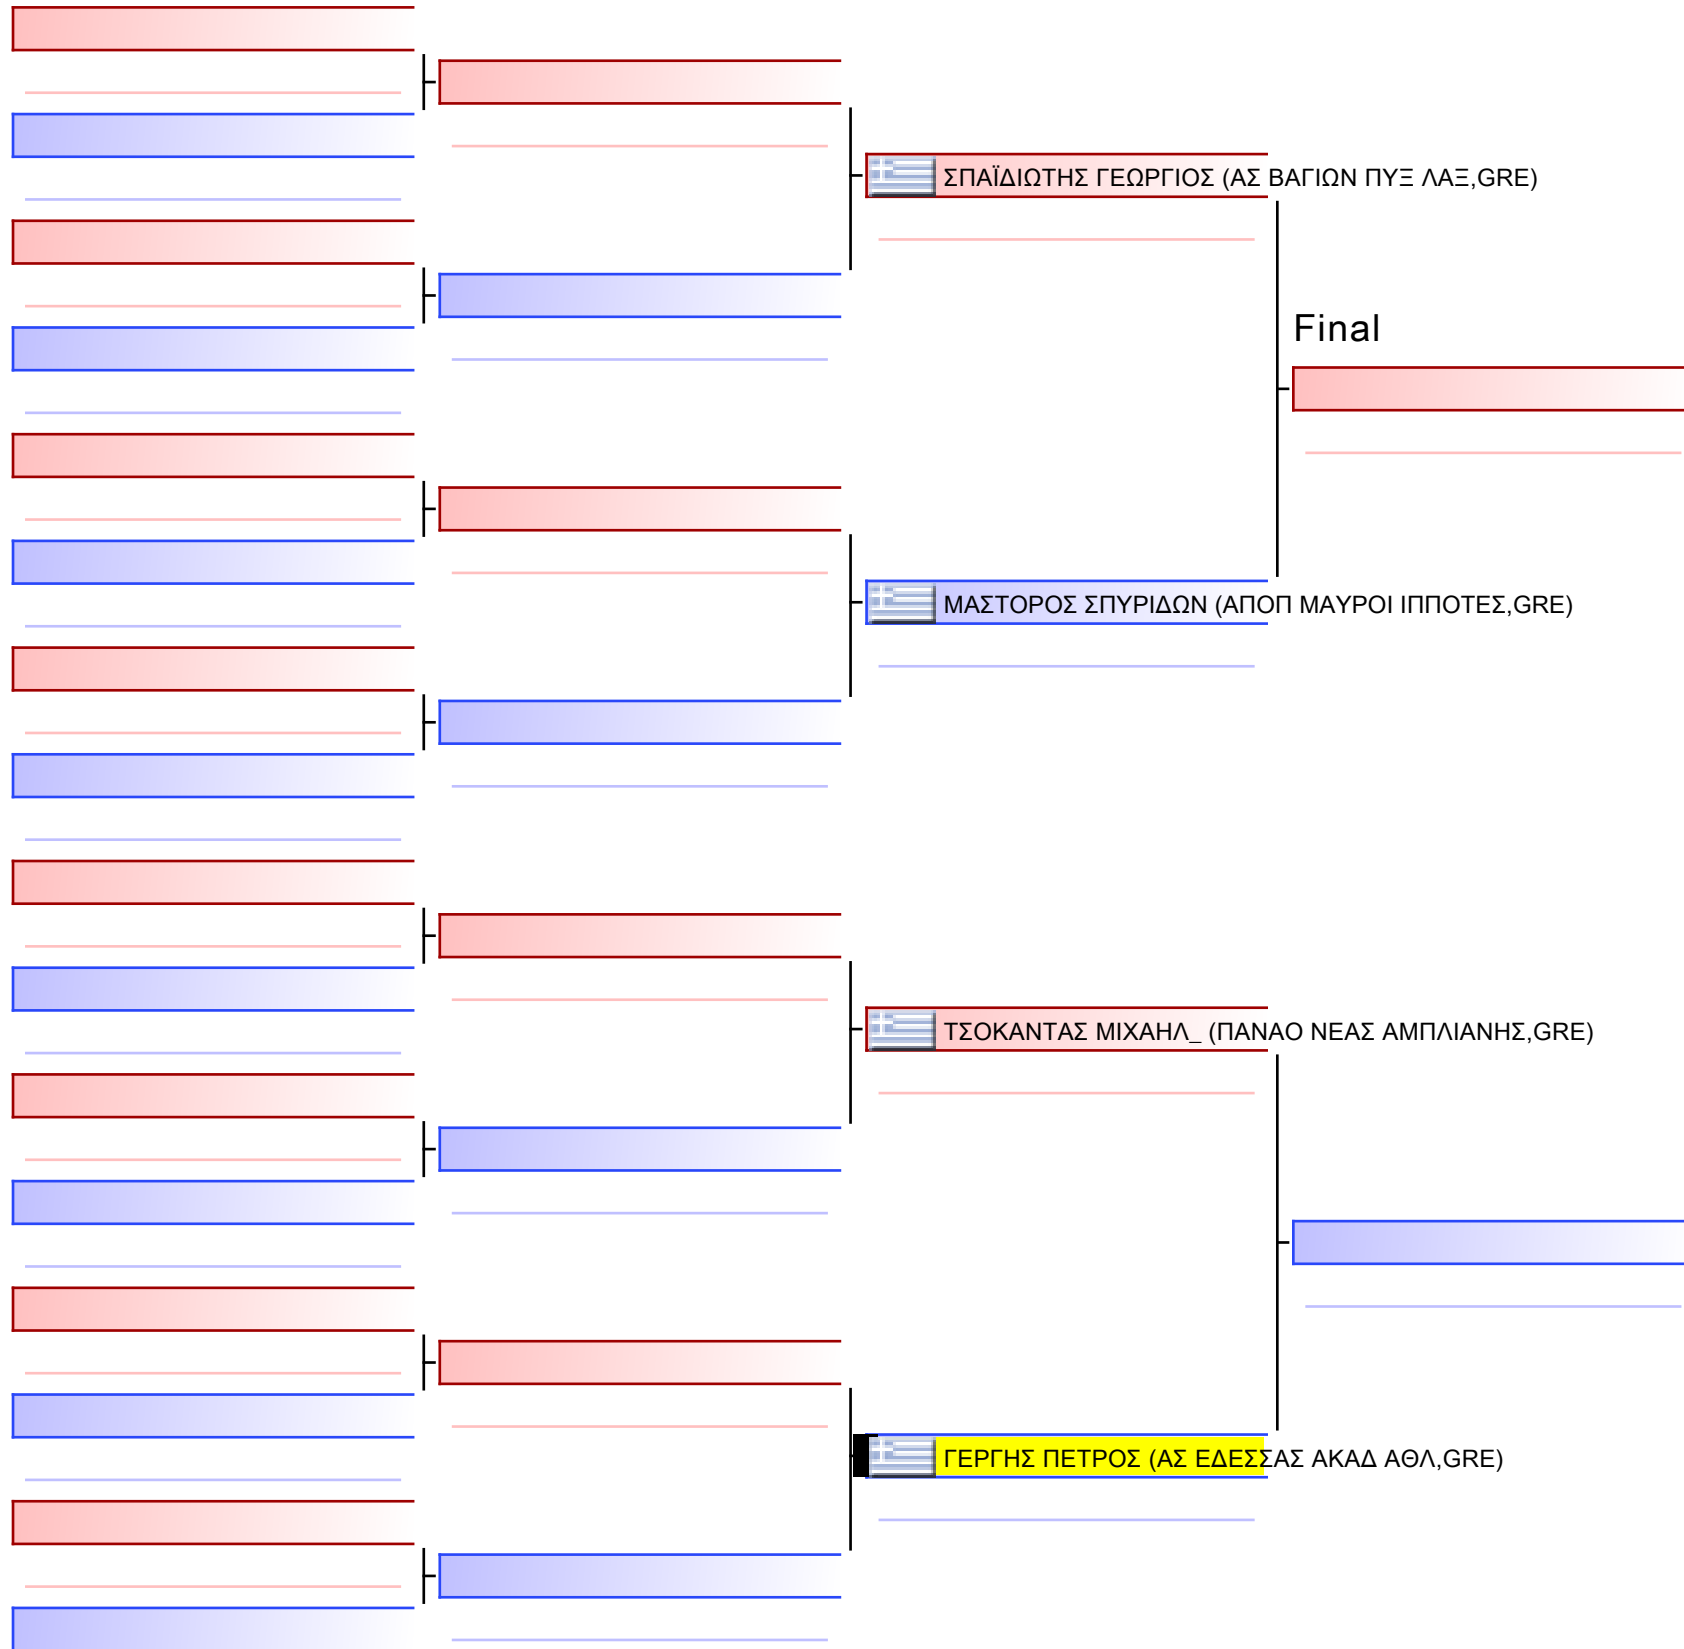 ΣΠΑΪΔΙΩΤΗΣ ΓΕΩΡΓΙΟΣ (ΑΣ ΒΑΓΙΩΝ ΠΥΞ ΛΑΞ,GRE)
Final
ΜΑΣΤΟΡΟΣ ΣΠΥΡΙΔΩΝ (ΑΠΟΠ ΜΑΥΡΟΙ ΙΠΠΟΤΕΣ,GRE)
ΤΣΟΚΑΝΤΑΣ ΜΙΧΑΗΛ_ (ΠΑΝΑΟ ΝΕΑΣ ΑΜΠΛΙΑΝΗΣ,GRE)
ΓΕΡΓΗΣ ΠΕΤΡΟΣ (ΑΣ ΕΔΕΣΣΑΣ ΑΚΑΔ ΑΘΛ,GRE)